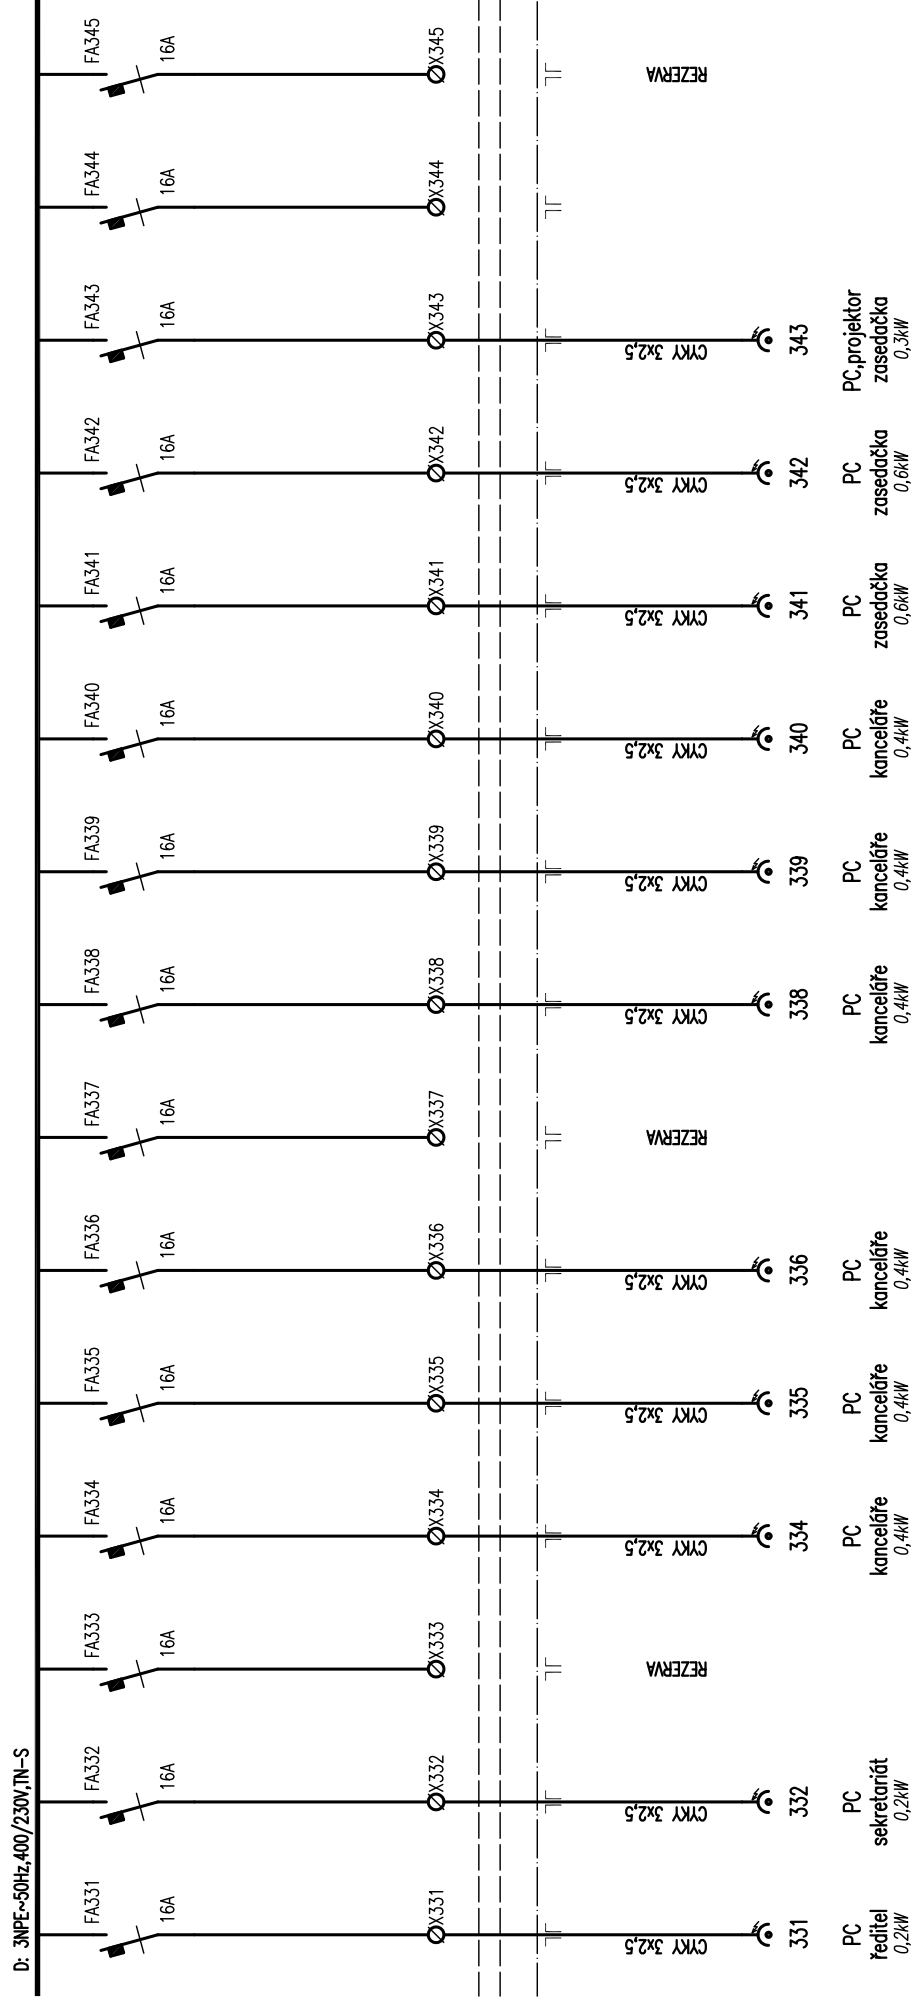 D: 3NPE~50Hz,400/230V,TN-S
FA331
16A
X331
CYKY 3x2,5
331
PC
ředitel
0,2kW
FA332
16A
X332
CYKY 3x2,5
332
PC
sekretariát
0,2kW
FA333
16A
X333
REZERVA
FA334
16A
X334
CYKY 3x2,5
334
PC
kanceláře
0,4kW
FA335
16A
X335
CYKY 3x2,5
335
PC
kanceláře
0,4kW
FA336
16A
X336
CYKY 3x2,5
336
PC
kanceláře
0,4kW
FA337
16A
X337
REZERVA
FA338
16A
X338
CYKY 3x2,5
338
PC
kanceláře
0,4kW
FA339
16A
X339
CYKY 3x2,5
339
PC
kanceláře
0,4kW
FA340
16A
X340
CYKY 3x2,5
340
PC
kanceláře
0,4kW
FA341
16A
X341
CYKY 3x2,5
341
PC
zasedačka
0,6kW
FA342
16A
X342
CYKY 3x2,5
342
PC
zasedačka
0,6kW
FA343
16A
X343
CYKY 3x2,5
343
PC,projektor
zasedačka
0,3kW
FA344
16A
X344
FA345
16A
X345
REZERVA